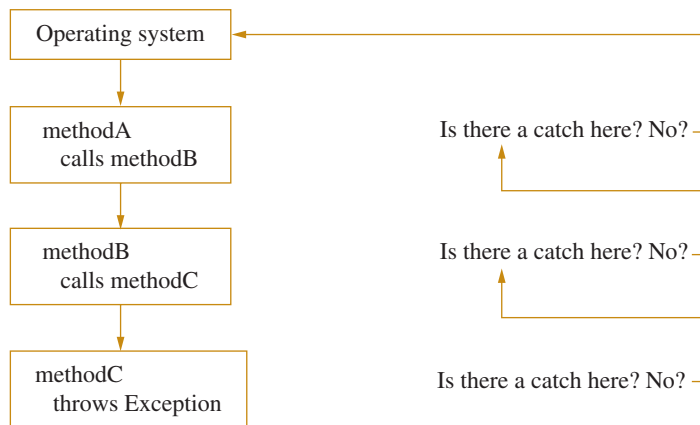 Operating system
methodA
calls methodB
Is there a catch here? No?
methodB
calls methodC
Is there a catch here? No?
methodC
throws Exception
Is there a catch here? No?